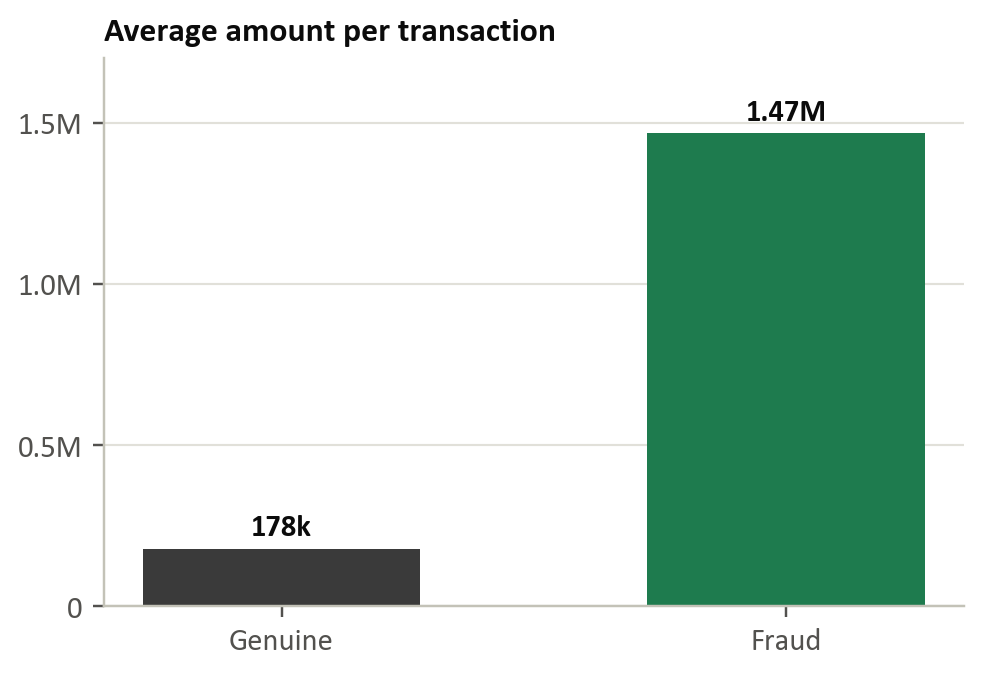 Average amount per transaction
1.5M
1.0M
0.5M
0
1.47M
178k
Genuine
Fraud